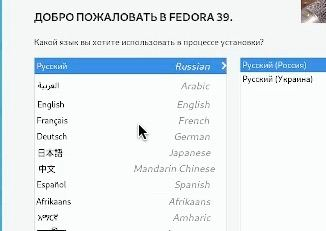 ДОБРО ПОЖАЛОВАТЬ В FEDORA 39.
Какой язык вы хотите использовать в процессе установки?
Русский Russian
العربية Arabic
English English
Français French
Deutsch German
日本語 Japanese
中文 Mandarin Chinese
Español Spanish
Afrikaans Afrikaans
አማርኛ Amharic
Русский (Россия)
Русский (Украина)